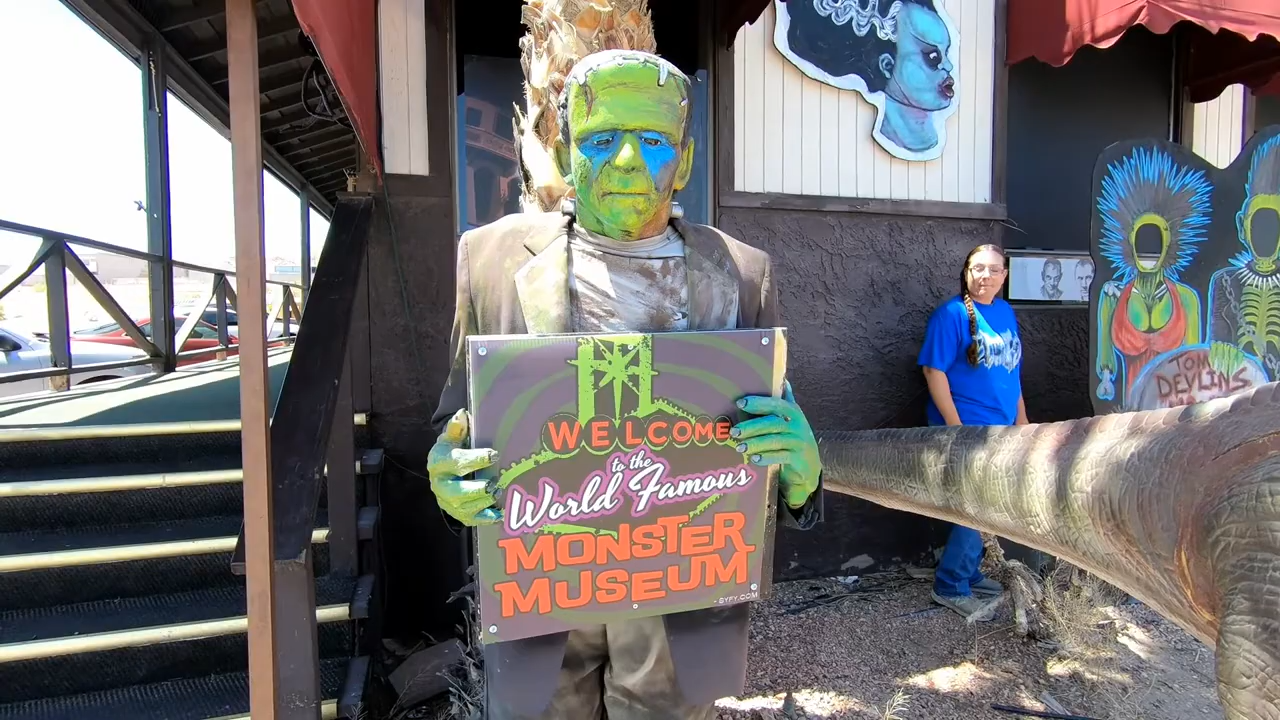 WELCOME
to the
World Famous
MONSTER
MUSEUM
- SYFY.COM
TOM
DEVLINS